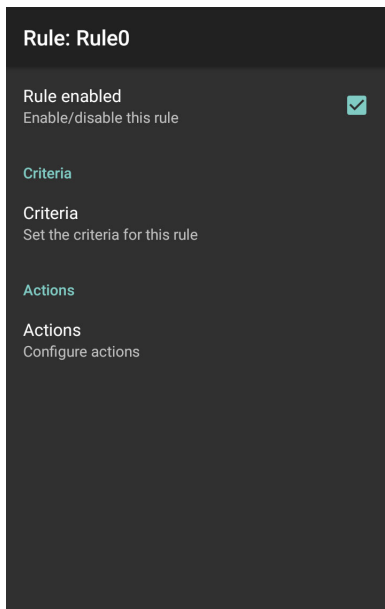 Rule: Rule0
Rule enabled
Enable/disable this rule
Criteria
Criteria
Set the criteria for this rule
Actions
Actions
Configure actions